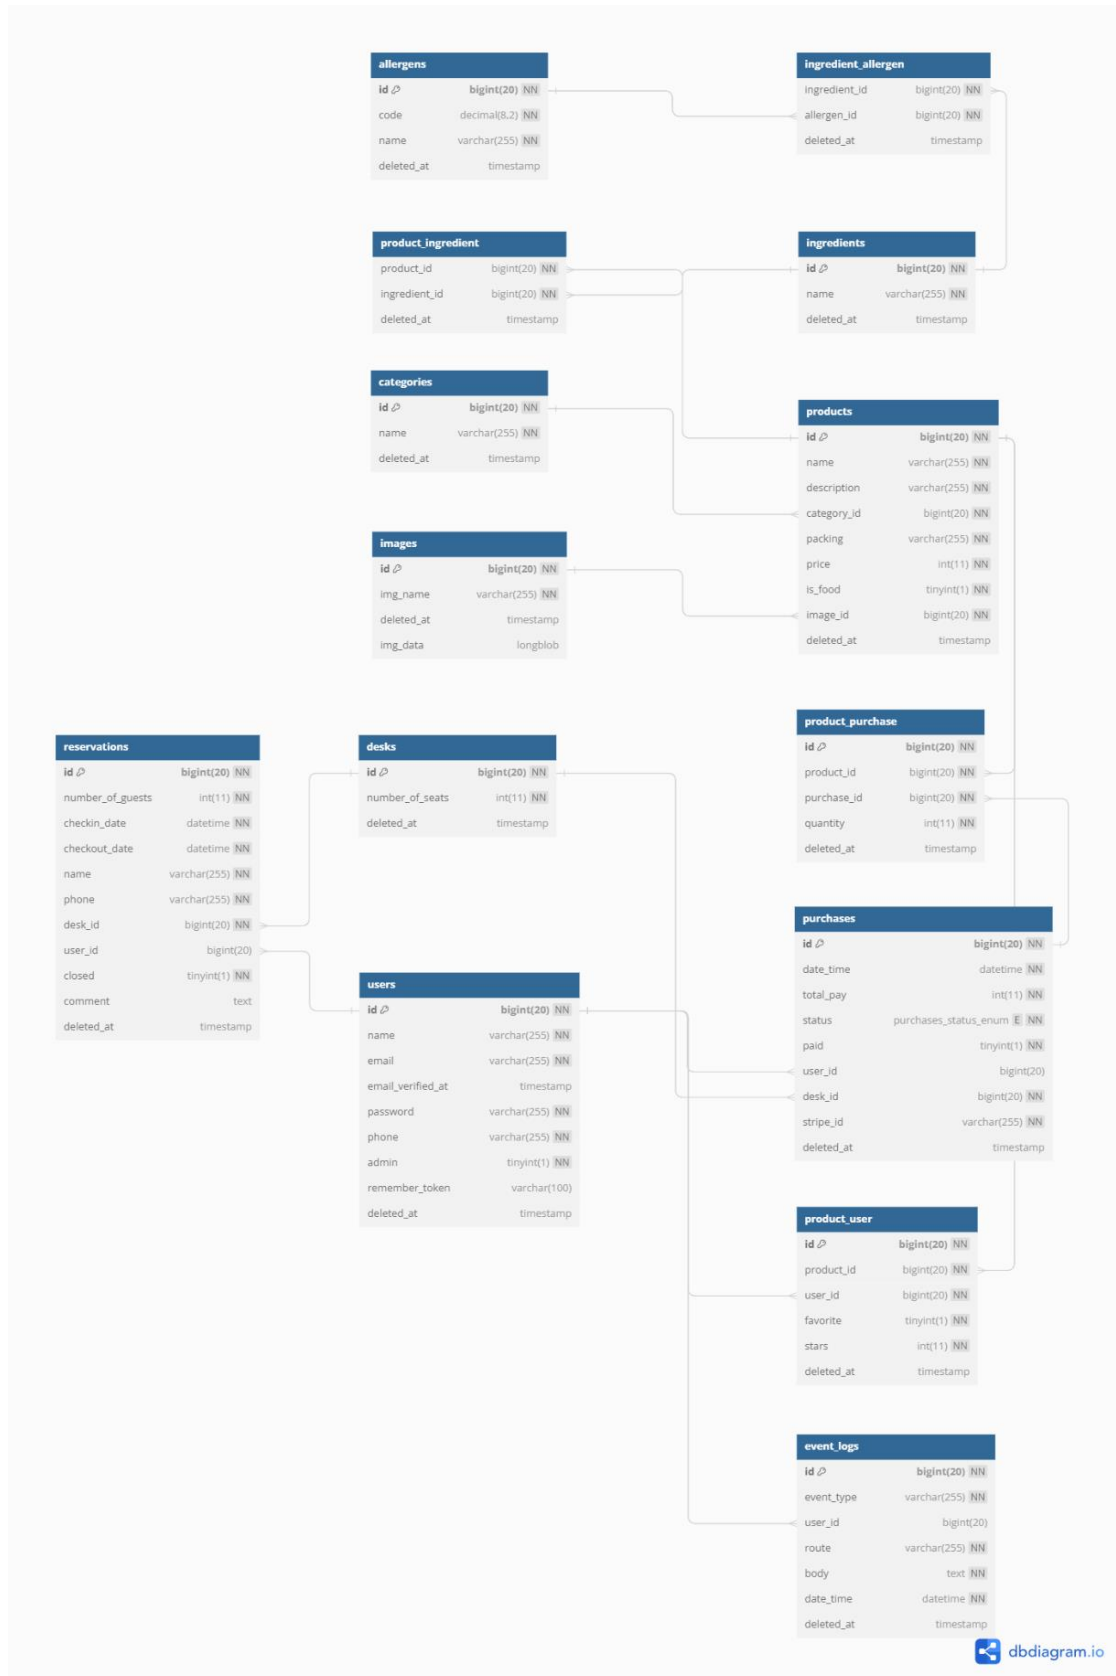 allergens
id bigint(20) NN
code decimal(8,2) NN
name varchar(255) NN
deleted_at timestamp
ingredient_allergen
ingredient_id bigint(20) NN
allergen_id bigint(20) NN
deleted_at timestamp
product_ingredient
product_id bigint(20) NN
ingredient_id bigint(20) NN
deleted_at timestamp
ingredients
id bigint(20) NN
name varchar(255) NN
deleted_at timestamp
categories
id bigint(20) NN
name varchar(255) NN
deleted_at timestamp
products
id bigint(20) NN
name varchar(255) NN
description varchar(255) NN
category_id bigint(20) NN
packing varchar(255) NN
price int(11) NN
is_food tinyint(1) NN
image_id bigint(20) NN
deleted_at timestamp
images
id bigint(20) NN
img_name varchar(255) NN
deleted_at timestamp
img_data longblob
reservations
id bigint(20) NN
number_of_guests int(11) NN
checkin_date datetime NN
checkout_date datetime NN
name varchar(255) NN
phone varchar(255) NN
desk_id bigint(20) NN
user_id bigint(20)
closed tinyint(1) NN
comment text
deleted_at timestamp
desks
id bigint(20) NN
number_of_seats int(11) NN
deleted_at timestamp
product_purchase
id bigint(20) NN
product_id bigint(20) NN
purchase_id bigint(20) NN
quantity int(11) NN
deleted_at timestamp
purchases
id bigint(20) NN
date_time datetime NN
total_pay int(11) NN
status purchases_status_enum E NN
paid tinyint(1) NN
user_id bigint(20)
desk_id bigint(20) NN
stripe_id varchar(255) NN
deleted_at timestamp
users
id bigint(20) NN
name varchar(255) NN
email varchar(255) NN
email_verified_at timestamp
password varchar(255) NN
phone varchar(255) NN
admin tinyint(1) NN
remember_token varchar(100)
deleted_at timestamp
product_user
id bigint(20) NN
product_id bigint(20) NN
user_id bigint(20) NN
favorite tinyint(1) NN
stars int(11) NN
deleted_at timestamp
event_logs
id bigint(20) NN
event_type varchar(255) NN
user_id bigint(20)
route varchar(255) NN
body text NN
date_time datetime NN
deleted_at timestamp
dbdiagram.io